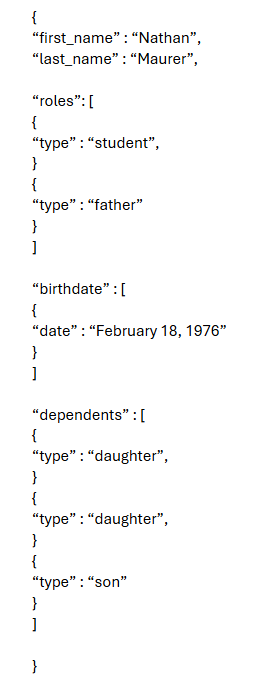 {
“first_name” : “Nathan”,
“last_name” : “Maurer”,
“roles”: [
{
“type” : “student”,
}
{
“type” : “father”
}
]
“birthdate” : [
{
“date” : “February 18, 1976”
}
]
“dependents” : [
{
“type” : “daughter”,
}
{
“type” : “daughter”,
}
{
“type” : “son”
}
]
}